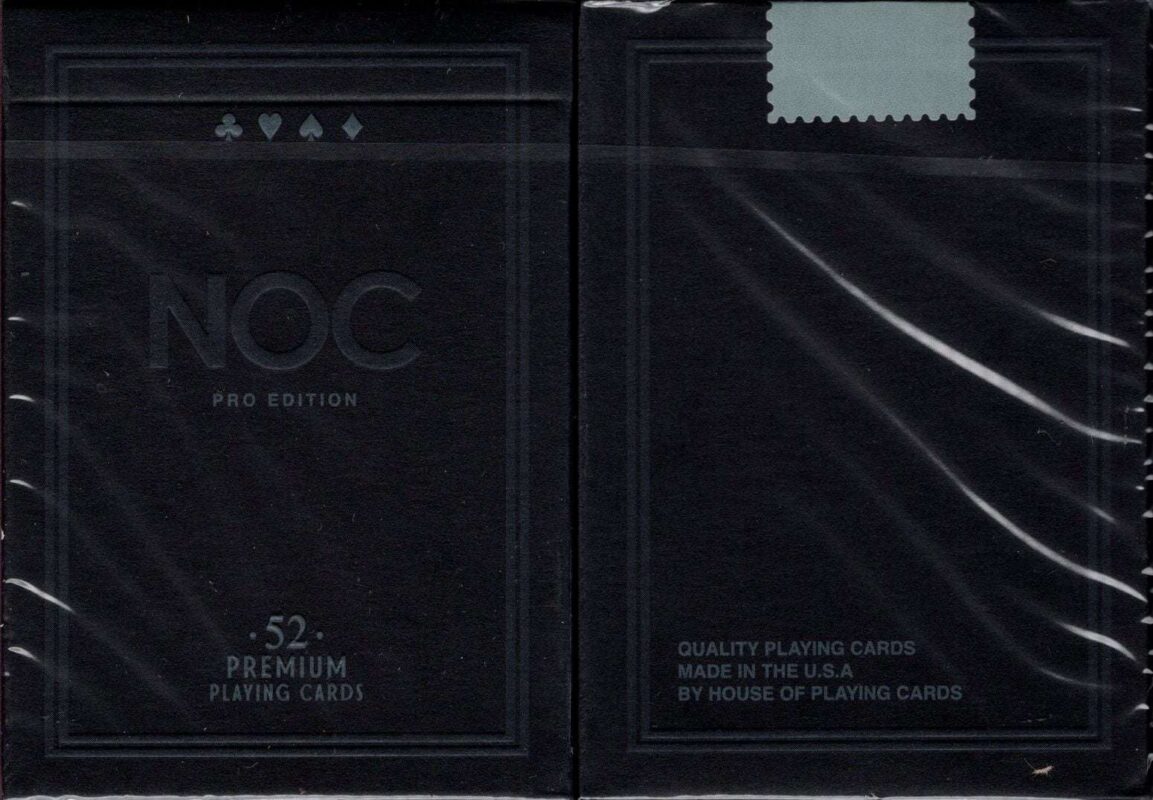 NOC
PRO EDITION
·52·
PREMIUM
PLAYING CARDS
QUALITY PLAYING CARDS
MADE IN THE U.S.A
BY HOUSE OF PLAYING CARDS